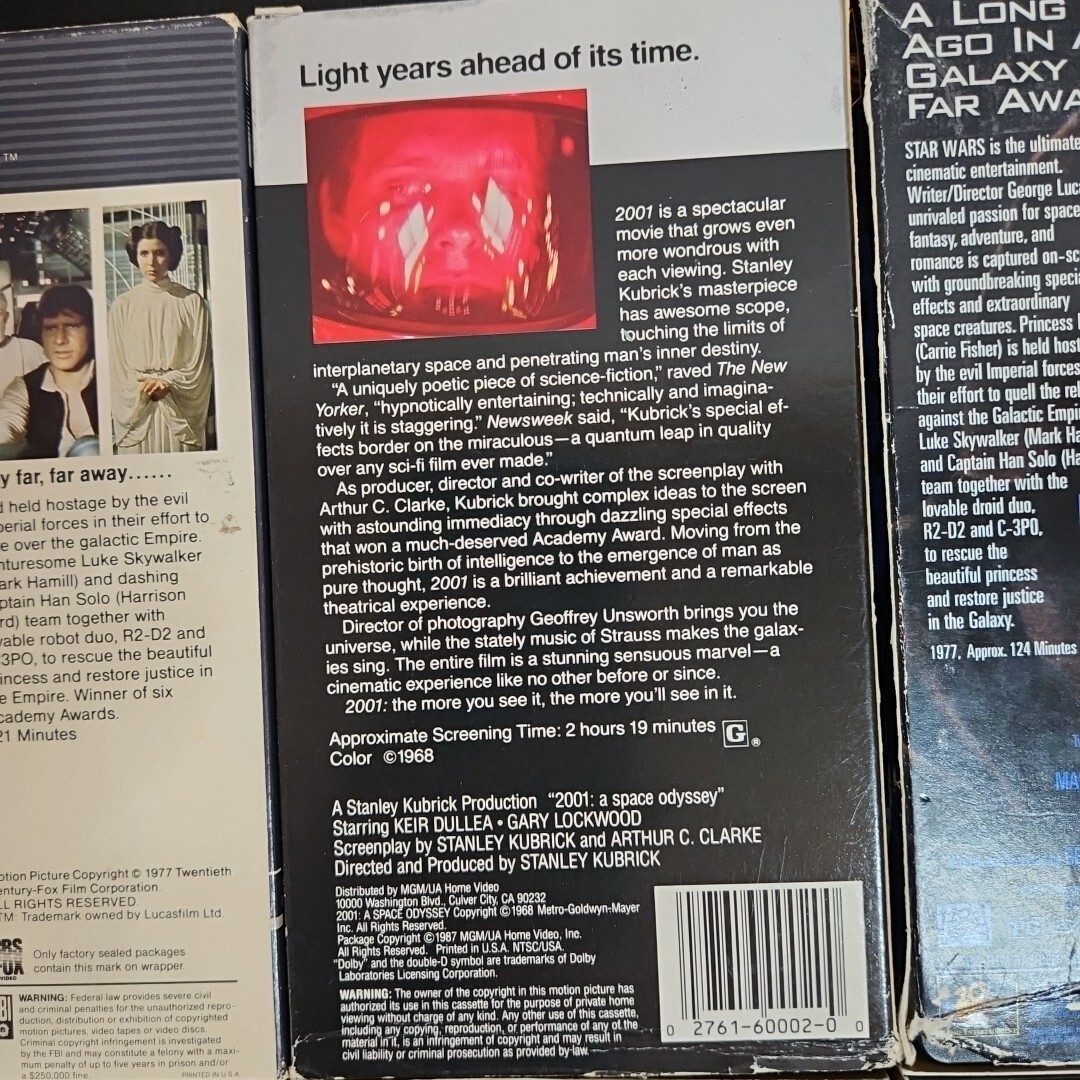 TM
y far, far away......
d held hostage by the evil
perial forces in their effort to
e over the galactic Empire.
nturesome Luke Skywalker
ark Hamill) and dashing
ptain Han Solo (Harrison
rd) team together with
vable robot duo, R2-D2 and
3PO, to rescue the beautiful
incess and restore justice in
e Empire. Winner of six
cademy Awards.
21 Minutes
otion Picture Copyright © 1977 Twentieth
entury-Fox Film Corporation.
LL RIGHTS RESERVED.
TM: Trademark owned by Lucasfilm Ltd
CBS
FOX
VIDEO
Only factory sealed packages
contain this mark on wrapper.
FBI
WARNING: Federal law provides severe civil
and criminal penalties for the unauthorized repro-
duction, distribution or exhibition of copyrighted
motion pictures, video tapes or video discs.
Criminal copyright infringement is investigated
by the FBI and may constitute a felony with a maxi-
mum penalty of up to five years in prison and/or
a $250,000 fine.
PRINTED IN U.S.A.
Light years ahead of its time.
2001 is a spectacular
movie that grows even
more wondrous with
each viewing. Stanley
Kubrick's masterpiece
has awesome scope,
touching the limits of
interplanetary space and penetrating man's inner destiny.
"A uniquely poetic piece of science-fiction," raved The New
Yorker, "hypnotically entertaining; technically and imagina-
tively it is staggering." Newsweek said, "Kubrick's special ef-
fects border on the miraculous—a quantum leap in quality
over any sci-fi film ever made."
As producer, director and co-writer of the screenplay with
Arthur C. Clarke, Kubrick brought complex ideas to the screen
with astounding immediacy through dazzling special effects
that won a much-deserved Academy Award. Moving from the
prehistoric birth of intelligence to the emergence of man as
pure thought, 2001 is a brilliant achievement and a remarkable
theatrical experience.
Director of photography Geoffrey Unsworth brings you the
universe, while the stately music of Strauss makes the galax-
ies sing. The entire film is a stunning sensuous marvel—a
cinematic experience like no other before or since.
2001: the more you see it, the more you'll see in it.
Approximate Screening Time: 2 hours 19 minutes G ®
Color ©1968
A Stanley Kubrick Production "2001: a space odyssey"
Starring KEIR DULLEA • GARY LOCKWOOD
Screenplay by STANLEY KUBRICK and ARTHUR C. CLARKE
Directed and Produced by STANLEY KUBRICK
Distributed by MGM/UA Home Video
10000 Washington Blvd., Culver City, CA 90232
2001: A SPACE ODYSSEY Copyright ©1968 Metro-Goldwyn-Mayer
Inc. All Rights Reserved.
Package Copyright ©1987 MGM/UA Home Video, Inc.
All Rights Reserved. Printed in U.S.A. NTSC/USA.
"Dolby" and the double-D symbol are trademarks of Dolby
Laboratories Licensing Corporation.
WARNING: The owner of the copyright in this motion picture has
authorized its use in this cassette for the purpose of private home
viewing without charge of any kind. Any other use of this cassette,
including any copying, reproduction, or performance of any of the
material in it, is an infringement of copyright and may result in
civil liability or criminal prosecution as provided by law.
0 2761-60002-0 0
A LONG
AGO IN A
GALAXY
FAR AWA
STAR WARS is the ultimate
cinematic entertainment.
Writer/Director George Luca
unrivaled passion for space
fantasy, adventure, and
romance is captured on-sc
with groundbreaking speci
effects and extraordinary
space creatures. Princess
(Carrie Fisher) is held host
by the evil Imperial forces
their effort to quell the re
against the Galactic Empi
Luke Skywalker (Mark Ha
and Captain Han Solo (Ha
team together with the
lovable droid duo,
R2-D2 and C-3PO,
to rescue the
beautiful princess
and restore justice
in the Galaxy.
1977. Approx. 124 Minutes
MA